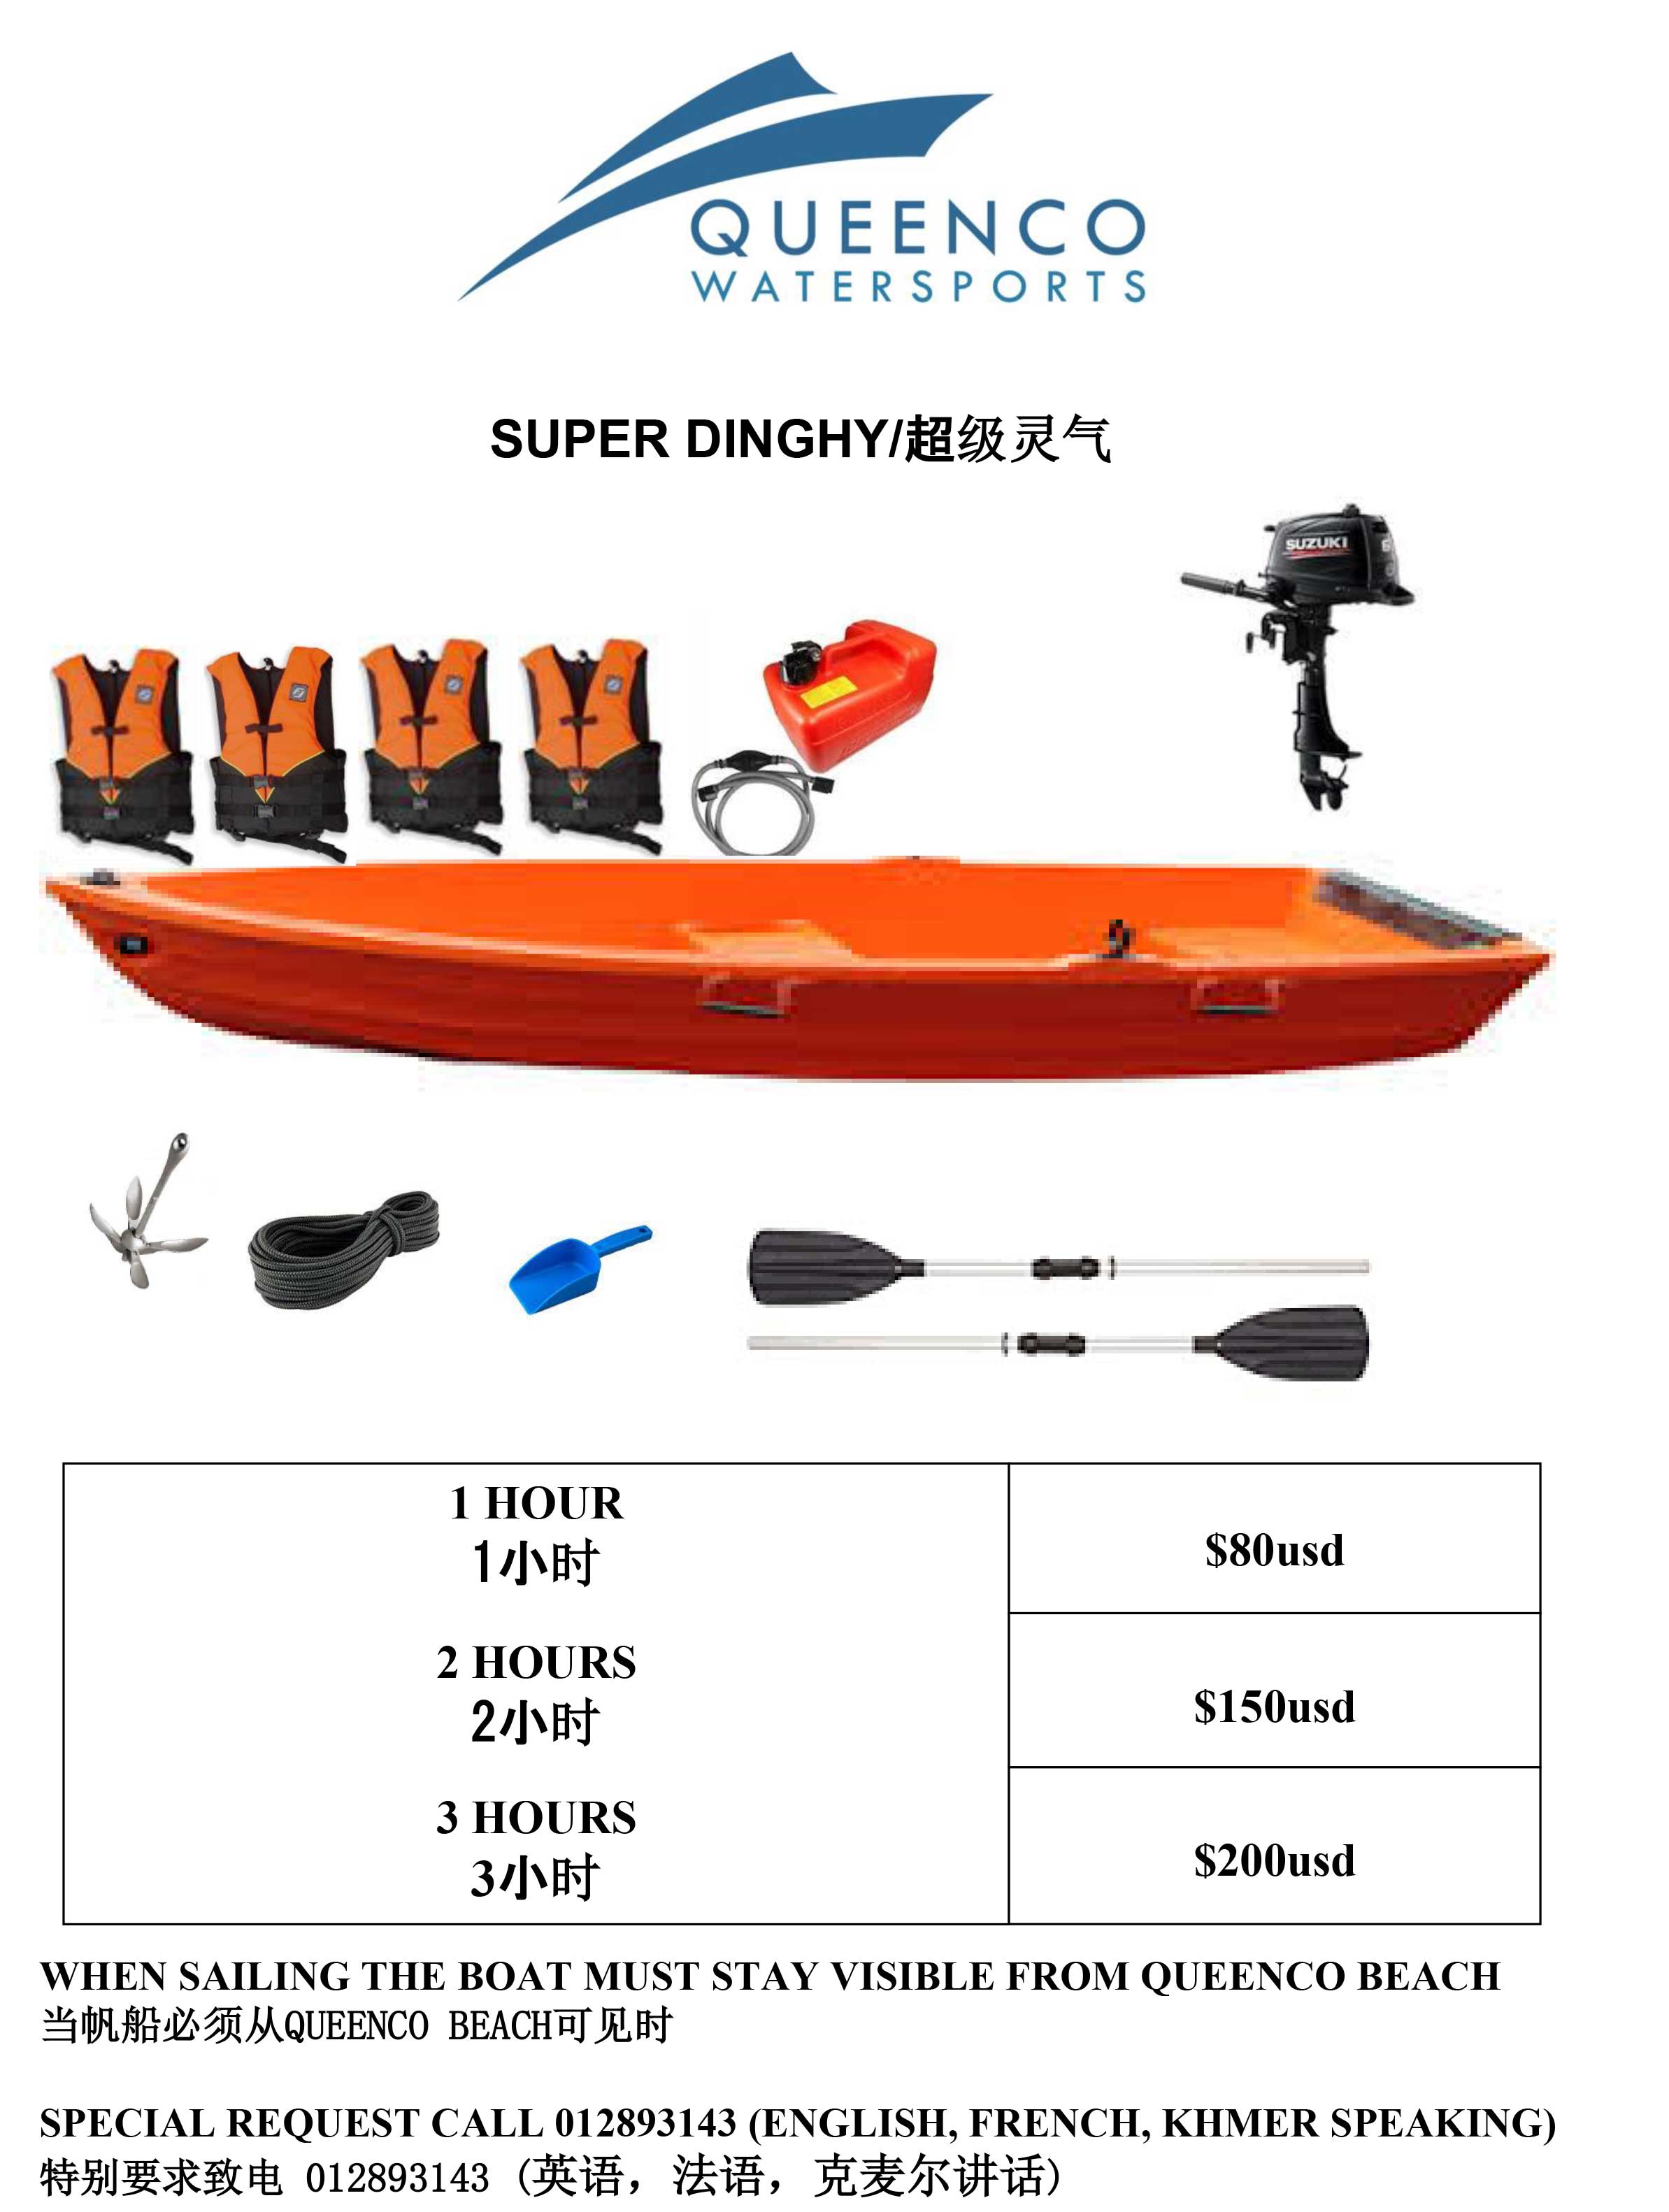 QUEENCO
WATERSPORTS
SUPER DINGHY/超级灵气
SUZUKI
1 HOUR
1小时
$80usd
2 HOURS
2小时
$150usd
3 HOURS
3小时
$200usd
WHEN SAILING THE BOAT MUST STAY VISIBLE FROM QUEENCO BEACH
当帆船必须从QUEENCO BEACH可见时
SPECIAL REQUEST CALL 012893143 (ENGLISH, FRENCH, KHMER SPEAKING)
特别要求致电 012893143 (英语，法语，克麦尔讲话)